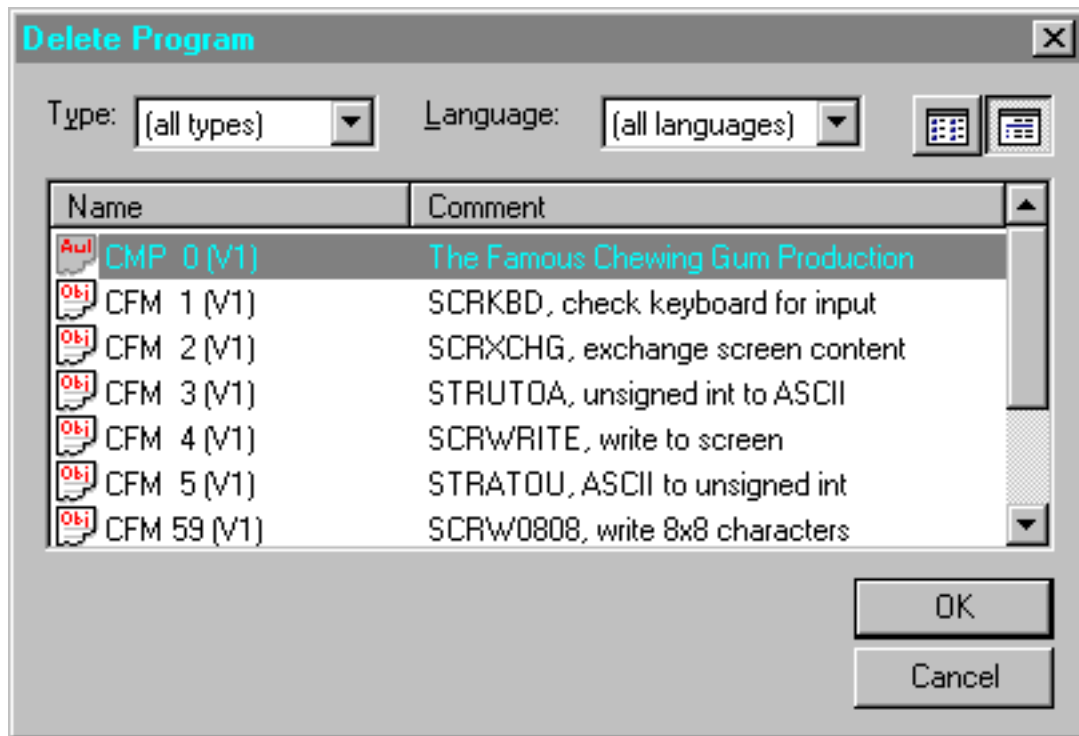 Delete Program
Type: (all types) Language: (all languages)
Name Comment
Aul CMP 0 (V1) The Famous Chewing Gum Production
Obj CFM 1 (V1) SCRKBD, check keyboard for input
Obj CFM 2 (V1) SCRXCHG, exchange screen content
Obj CFM 3 (V1) STRUTOA, unsigned int to ASCII
Obj CFM 4 (V1) SCRWRITE, write to screen
Obj CFM 5 (V1) STRATOU, ASCII to unsigned int
Obj CFM 59 (V1) SCRW0808, write 8x8 characters
OK
Cancel